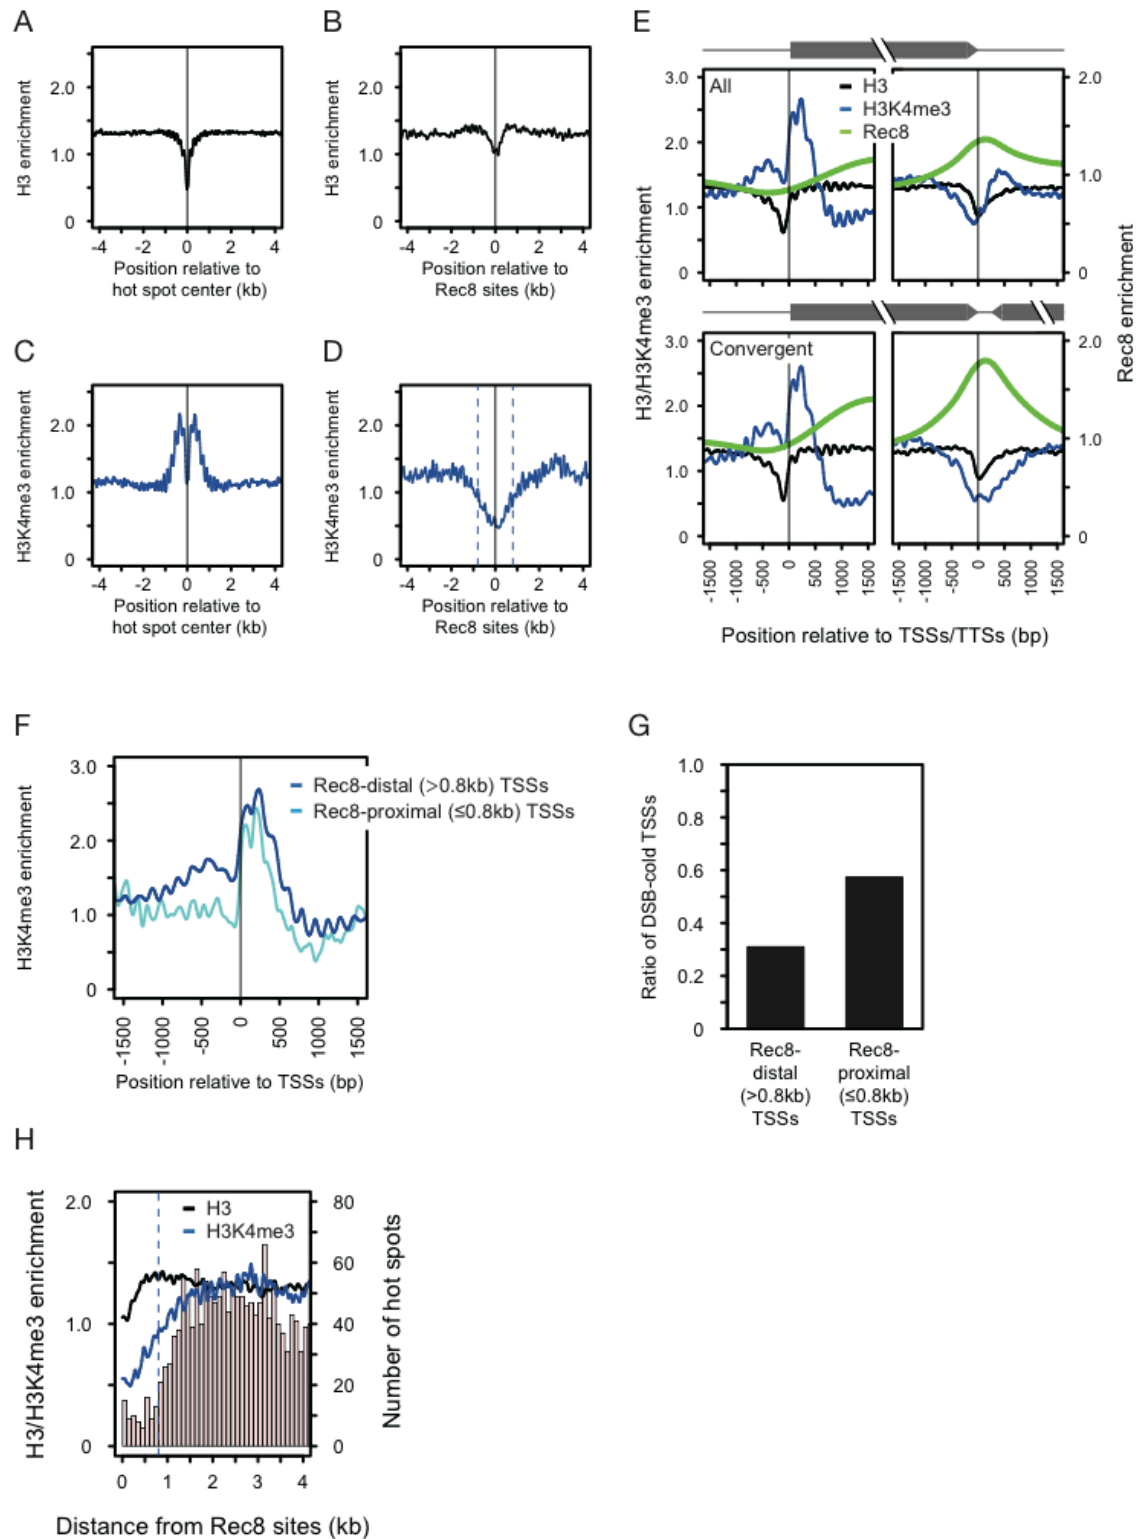 A
H3 enrichment
2.0
1.0
0
-4 -2 0 2 4
Position relative to
hot spot center (kb)
B
H3 enrichment
2.0
1.0
0
-4 -2 0 2 4
Position relative to
Rec8 sites (kb)
C
H3K4me3 enrichment
2.0
1.0
0
-4 -2 0 2 4
Position relative to
hot spot center (kb)
D
H3K4me3 enrichment
2.0
1.0
0
-4 -2 0 2 4
Position relative to
Rec8 sites (kb)
E
H3/H3K4me3 enrichment
Rec8 enrichment
All
H3
H3K4me3
Rec8
3.0
2.0
1.0
0
2.0
1.0
0
Convergent
3.0
2.0
1.0
0
2.0
1.0
0
-1500 -1000 -500 0 500 1000 1500
-1500 -1000 -500 0 500 1000 1500
Position relative to TSSs/TTSs (bp)
F
H3K4me3 enrichment
3.0
2.0
1.0
0
Rec8-distal (>0.8kb) TSSs
Rec8-proximal (≤0.8kb) TSSs
-1500 -1000 -500 0 500 1000 1500
Position relative to TSSs (bp)
G
Ratio of DSB-cold TSSs
1.0
0.8
0.6
0.4
0.2
0
Rec8-
distal
(>0.8kb)
TSSs
Rec8-
proximal
(≤0.8kb)
TSSs
H
H3/H3K4me3 enrichment
2.0
1.0
0
H3
H3K4me3
80
60
40
20
0
Number of hot spots
0 1 2 3 4
Distance from Rec8 sites (kb)